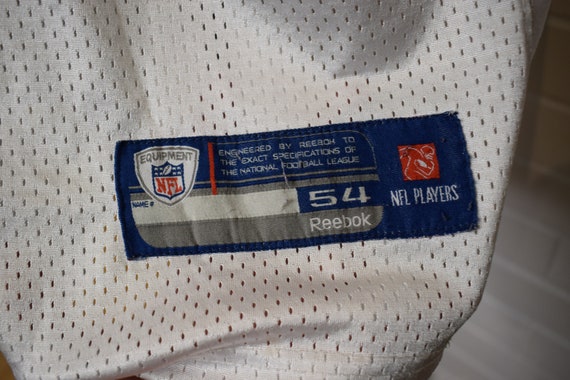 EQUIPMENT
NFL
NAME#
ENGINEERED BY REEBOK TO
THE EXACT SPECIFICATIONS OF
THE NATIONAL FOOTBALL LEAGUE
54
Reebok
NFL PLAYERS